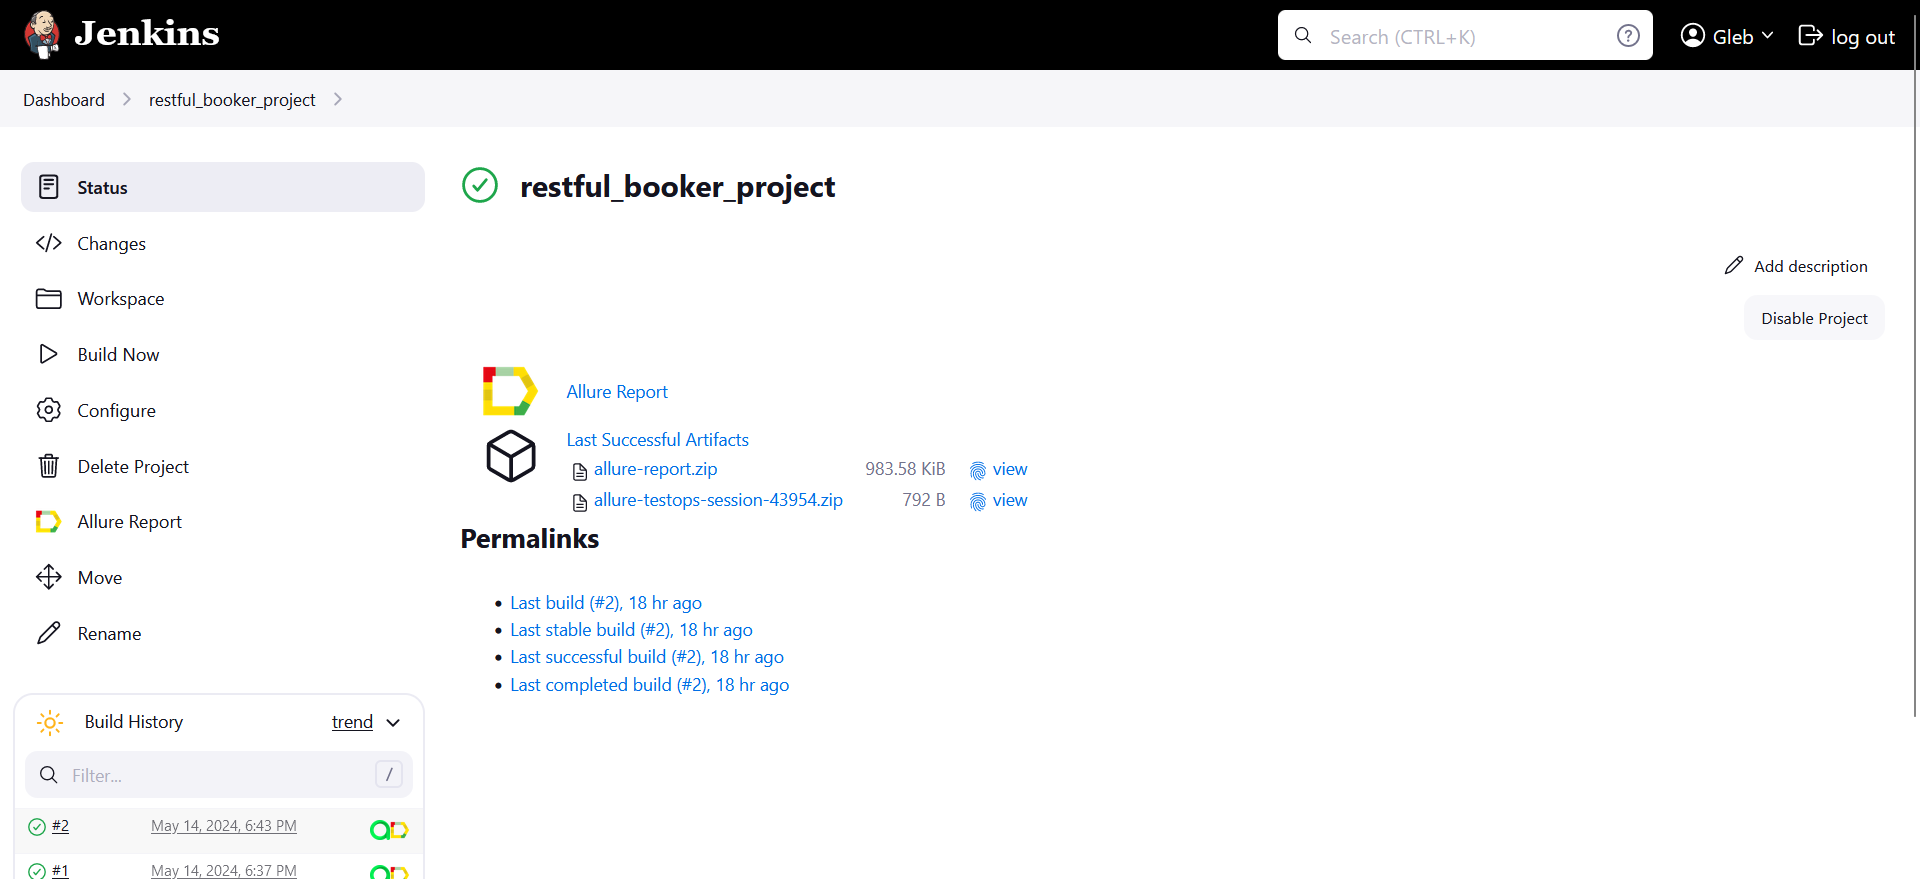 Jenkins
Search (CTRL+K)
Gleb
log out
Dashboard
restful_booker_project
Status
Changes
Workspace
Build Now
Configure
Delete Project
Allure Report
Move
Rename
Build History
trend
Filter...
/
#2
May 14, 2024, 6:43 PM
#1
May 14, 2024, 6:37 PM
restful_booker_project
Add description
Disable Project
Allure Report
Last Successful Artifacts
allure-report.zip 983.58 KiB view
allure-testops-session-43954.zip 792 B view
Permalinks
Last build (#2), 18 hr ago
Last stable build (#2), 18 hr ago
Last successful build (#2), 18 hr ago
Last completed build (#2), 18 hr ago